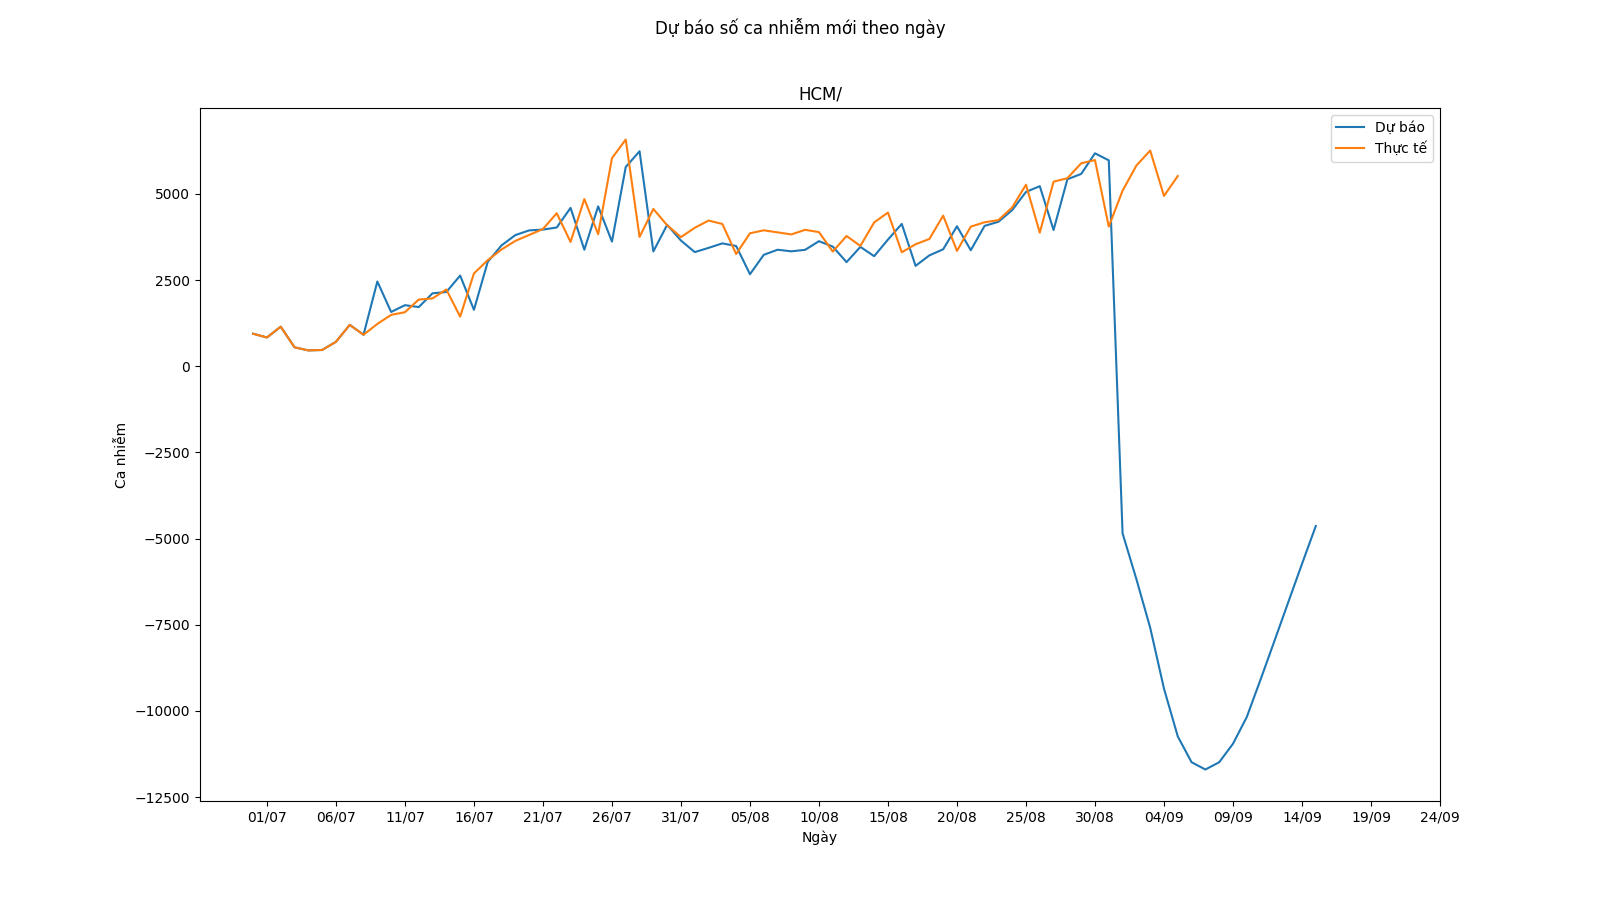 Dự báo số ca nhiễm mới theo ngày
HCM/
Dự báo
Thực tế
5000
2500
0
−2500
−5000
−7500
−10000
−12500
Ca nhiễm
01/07 06/07 11/07 16/07 21/07 26/07 31/07 05/08 10/08 15/08 20/08 25/08 30/08 04/09 09/09 14/09 19/09 24/09
Ngày